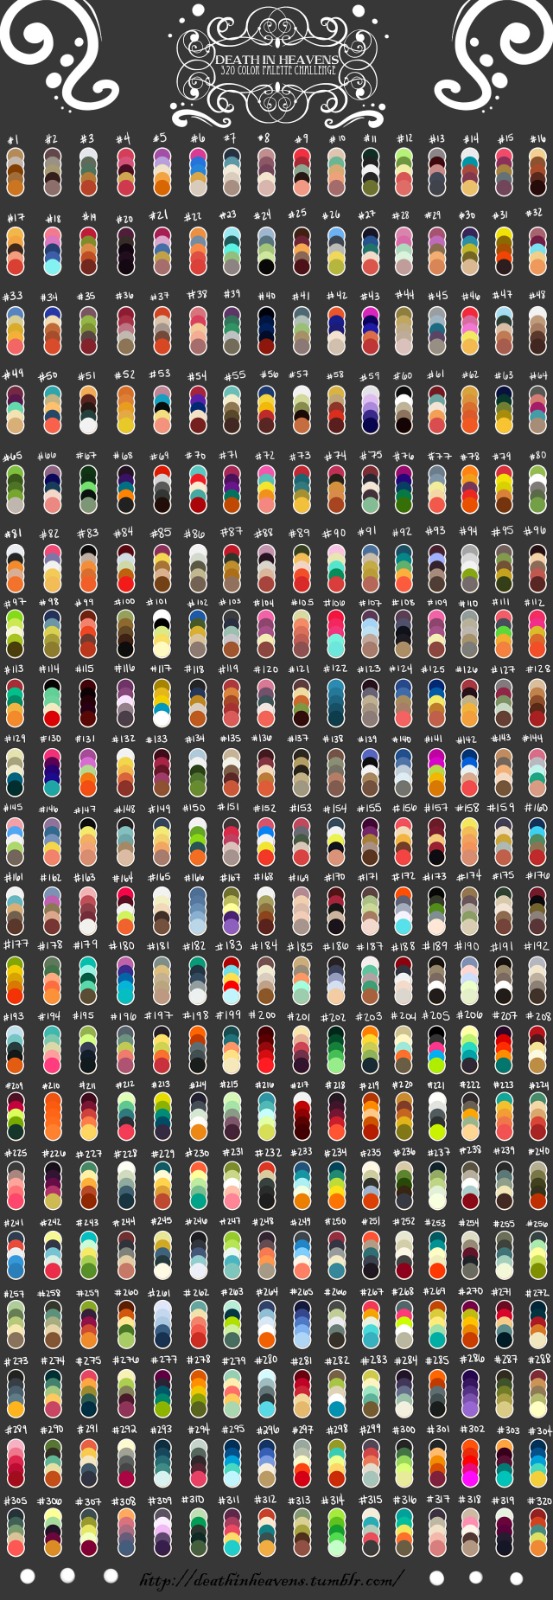 DEATH IN HEAVENS
320 COLOR PALETTE CHALLENGE
#1 #2 #3 #4 #5 #6 #7 #8 #9 #10 #11 #12 #13 #14 #15 #16
#17 #18 #19 #20 #21 #22 #23 #24 #25 #26 #27 #28 #29 #30 #31 #32
#33 #34 #35 #36 #37 #38 #39 #40 #41 #42 #43 #44 #45 #46 #47 #48
#49 #50 #51 #52 #53 #54 #55 #56 #57 #58 #59 #60 #61 #62 #63 #64
#65 #66 #67 #68 #69 #70 #71 #72 #73 #74 #75 #76 #77 #78 #79 #80
#81 #82 #83 #84 #85 #86 #87 #88 #89 #90 #91 #92 #93 #94 #95 #96
#97 #98 #99 #100 #101 #102 #103 #104 #105 #106 #107 #108 #109 #110 #111 #112
#113 #114 #115 #116 #117 #118 #119 #120 #121 #122 #123 #124 #125 #126 #127 #128
#129 #130 #131 #132 #133 #134 #135 #136 #137 #138 #139 #140 #141 #142 #143 #144
#145 #146 #147 #148 #149 #150 #151 #152 #153 #154 #155 #156 #157 #158 #159 #160
#161 #162 #163 #164 #165 #166 #167 #168 #169 #170 #171 #172 #173 #174 #175 #176
#177 #178 #179 #180 #181 #182 #183 #184 #185 #186 #187 #188 #189 #190 #191 #192
#193 #194 #195 #196 #197 #198 #199 #200 #201 #202 #203 #204 #205 #206 #207 #208
#209 #210 #211 #212 #213 #214 #215 #216 #217 #218 #219 #220 #221 #222 #223 #224
#225 #226 #227 #228 #229 #230 #231 #232 #233 #234 #235 #236 #237 #238 #239 #240
#241 #242 #243 #244 #245 #246 #247 #248 #249 #250 #251 #252 #253 #254 #255 #256
#257 #258 #259 #260 #261 #262 #263 #264 #265 #266 #267 #268 #269 #270 #271 #272
#273 #274 #275 #276 #277 #278 #279 #280 #281 #282 #283 #284 #285 #286 #287 #288
#289 #290 #291 #292 #293 #294 #295 #296 #297 #298 #299 #300 #301 #302 #303 #304
#305 #306 #307 #308 #309 #310 #311 #312 #313 #314 #315 #316 #317 #318 #319 #320
http://deathinheavens.tumblr.com/